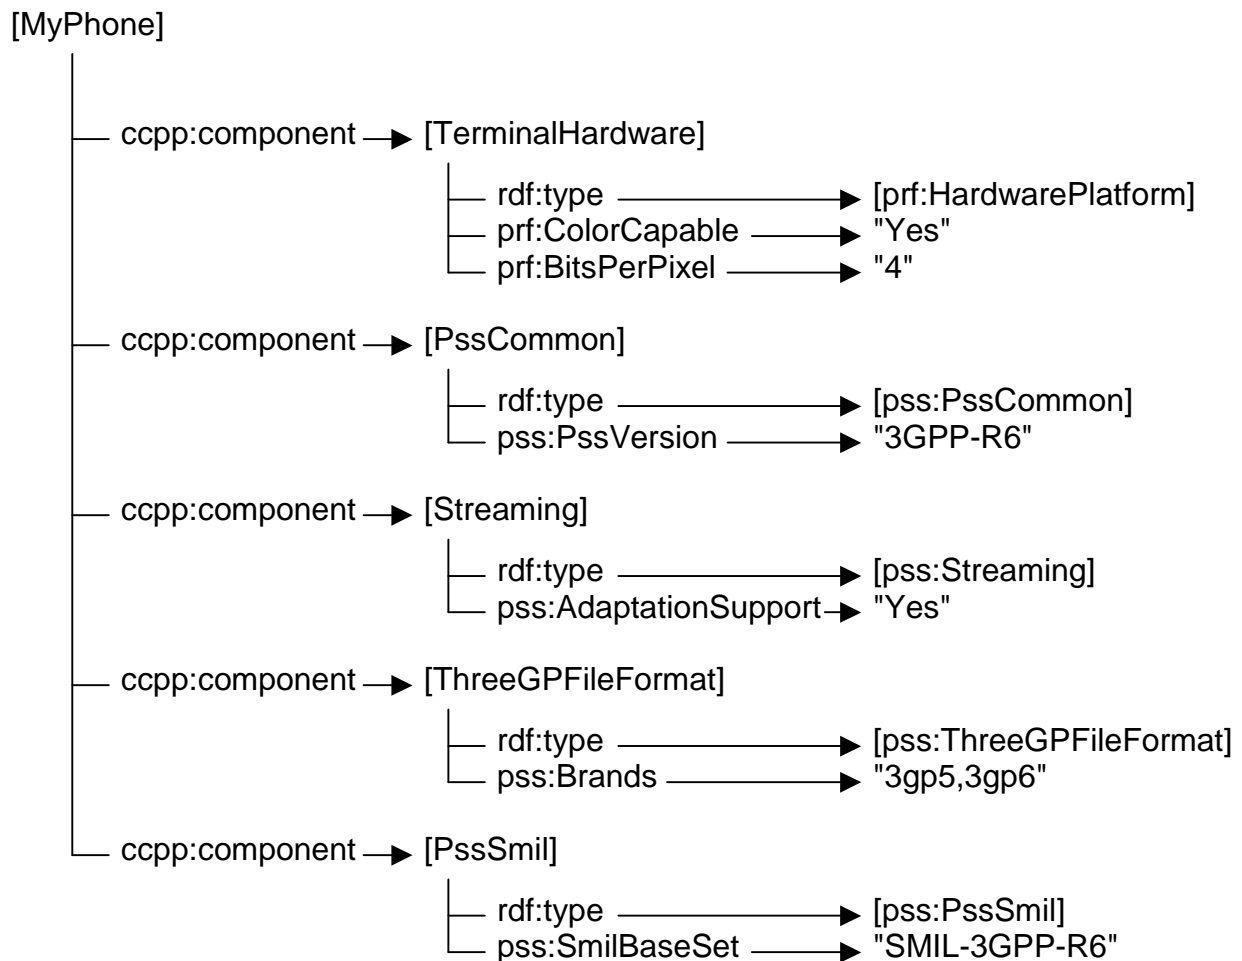 [MyPhone]
ccpp:component [TerminalHardware]
rdf:type [prf:HardwarePlatform]
prf:ColorCapable "Yes"
prf:BitsPerPixel "4"
ccpp:component [PssCommon]
rdf:type [pss:PssCommon]
pss:PssVersion "3GPP-R6"
ccpp:component [Streaming]
rdf:type [pss:Streaming]
pss:AdaptationSupport "Yes"
ccpp:component [ThreeGPFileFormat]
rdf:type [pss:ThreeGPFileFormat]
pss:Brands "3gp5,3gp6"
ccpp:component [PssSmil]
rdf:type [pss:PssSmil]
pss:SmilBaseSet "SMIL-3GPP-R6"